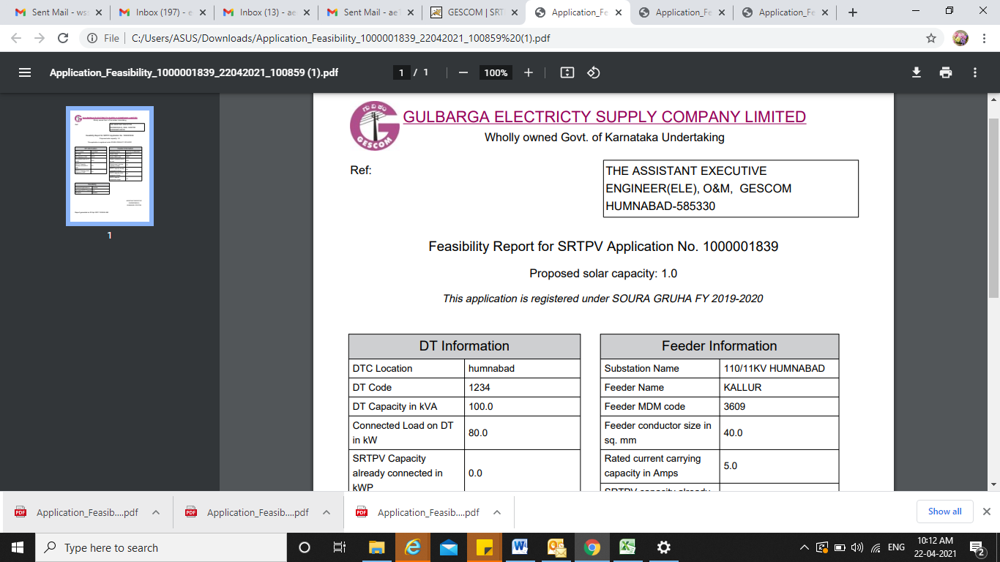 Sent Mail - wss
Inbox (197) - e
Inbox (13) - ae
Sent Mail - ae1
GESCOM | SRT
Application_Fe
Application_Fe
Application_Fe
File
C:/Users/ASUS/Downloads/Application_Feasibility_1000001839_22042021_100859%20(1).pdf
Application_Feasibility_1000001839_22042021_100859 (1).pdf
1 / 1
100%
GULBARGA ELECTRICTY SUPPLY COMPANY LIMITED
Wholly owned Govt. of Karnataka Undertaking
GESCOM
Ref:
THE ASSISTANT EXECUTIVE
ENGINEER(ELE), O&M, GESCOM
HUMNABAD-585330
1
Feasibility Report for SRTPV Application No. 1000001839
Proposed solar capacity: 1.0
This application is registered under SOURA GRUHA FY 2019-2020
DT Information
DTC Location humnabad
DT Code 1234
DT Capacity in kVA 100.0
Connected Load on DT
in kW 80.0
SRTPV Capacity
already connected in 0.0
kWP
Feeder Information
Substation Name 110/11KV HUMNABAD
Feeder Name KALLUR
Feeder MDM code 3609
Feeder conductor size in
sq. mm 40.0
Rated current carrying
capacity in Amps 5.0
SRTPV capacity already
Application_Feasib....pdf
Application_Feasib....pdf
Application_Feasib....pdf
Show all
Type here to search
ENG
10:12 AM
22-04-2021
2